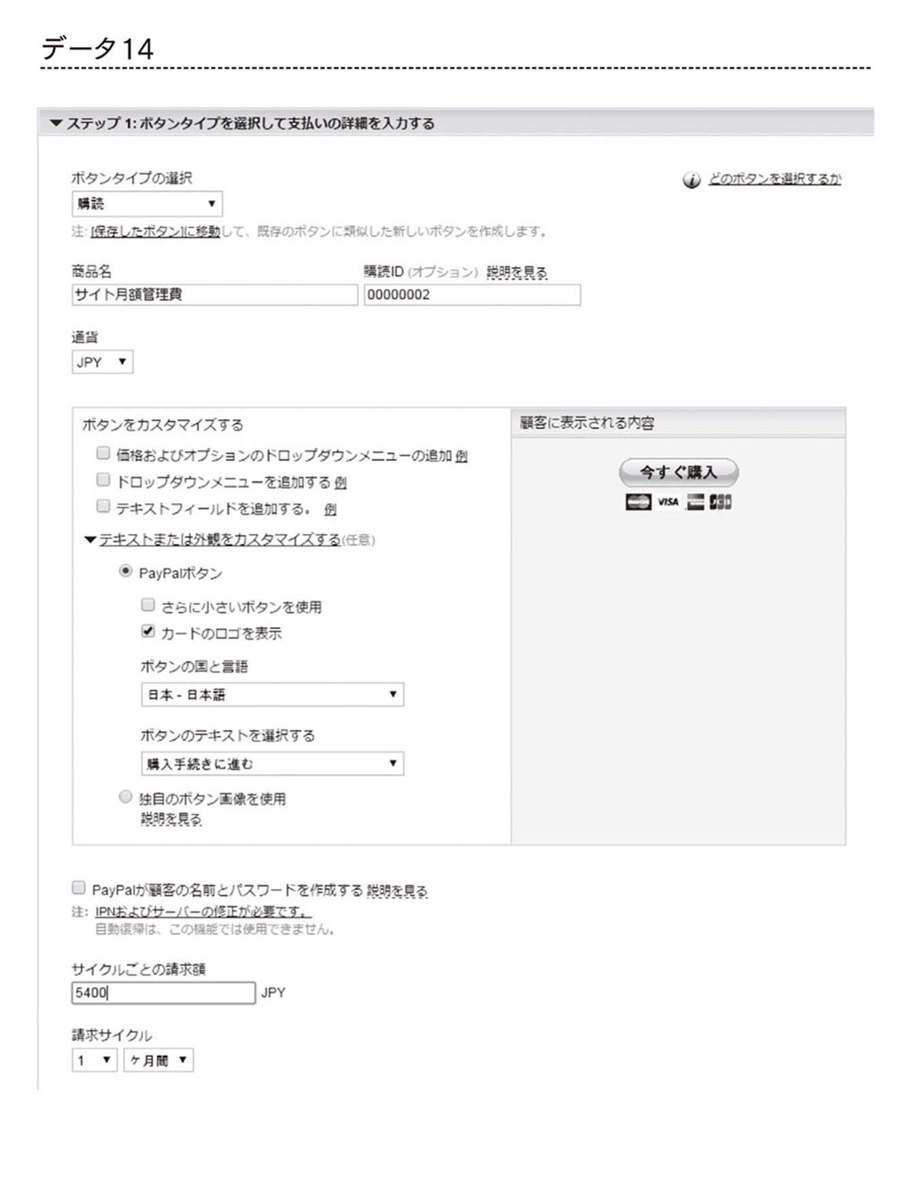 データ14
▼ ステップ 1: ボタンタイプを選択して支払いの詳細を入力する
ボタンタイプの選択
どのボタンを選択するか
購読
注: [保存したボタン]に移動して、既存のボタンに類似した新しいボタンを作成します。
商品名
購読ID (オプション) 説明を見る
サイト月額管理費
00000002
通貨
JPY
ボタンをカスタマイズする
顧客に表示される内容
価格およびオプションのドロップダウンメニューの追加 例
ドロップダウンメニューを追加する 例
テキストフィールドを追加する。 例
▼テキストまたは外観をカスタマイズする(任意)
PayPalボタン
さらに小さいボタンを使用
カードのロゴを表示
ボタンの国と言語
日本 - 日本語
ボタンのテキストを選択する
購入手続きに進む
独自のボタン画像を使用
説明を見る
今すぐ購入
VISA JCB
PayPalが顧客の名前とパスワードを作成する 説明を見る
注: IPNおよびサーバーの修正が必要です。
自動復帰は、この機能では使用できません。
サイクルごとの請求額
5400 JPY
請求サイクル
1 ケ月間